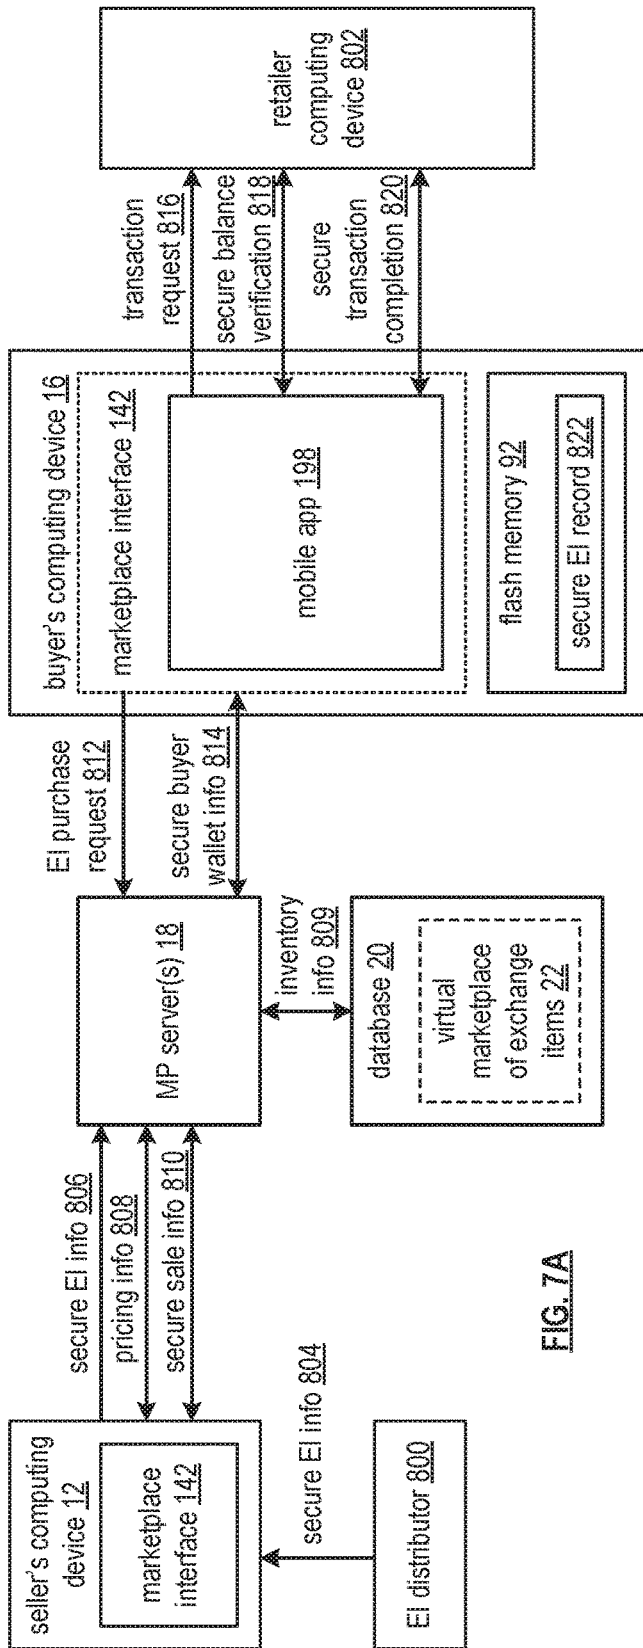 seller's computing
device 12
marketplace
interface 142
secure EI info 804
EI distributor 800
secure EI info 806
pricing info 808
secure sale info 810
MP server(s) 18
inventory
info 809
database 20
virtual
marketplace
of exchange
items 22
EI purchase
request 812
secure buyer
wallet info 814
buyer's computing device 16
marketplace interface 142
mobile app 198
flash memory 92
secure EI record 822
transaction
request 816
secure balance
verification 818
secure
transaction
completion 820
retailer
computing
device 802
FIG. 7A